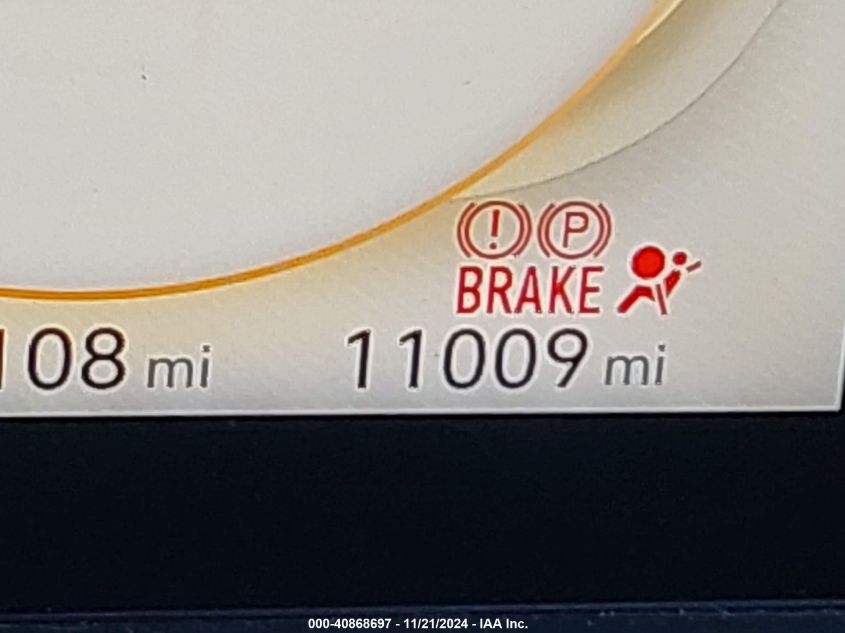 ! P
BRAKE
108 mi 11009 mi
000-40868697 - 11/21/2024 - IAA Inc.